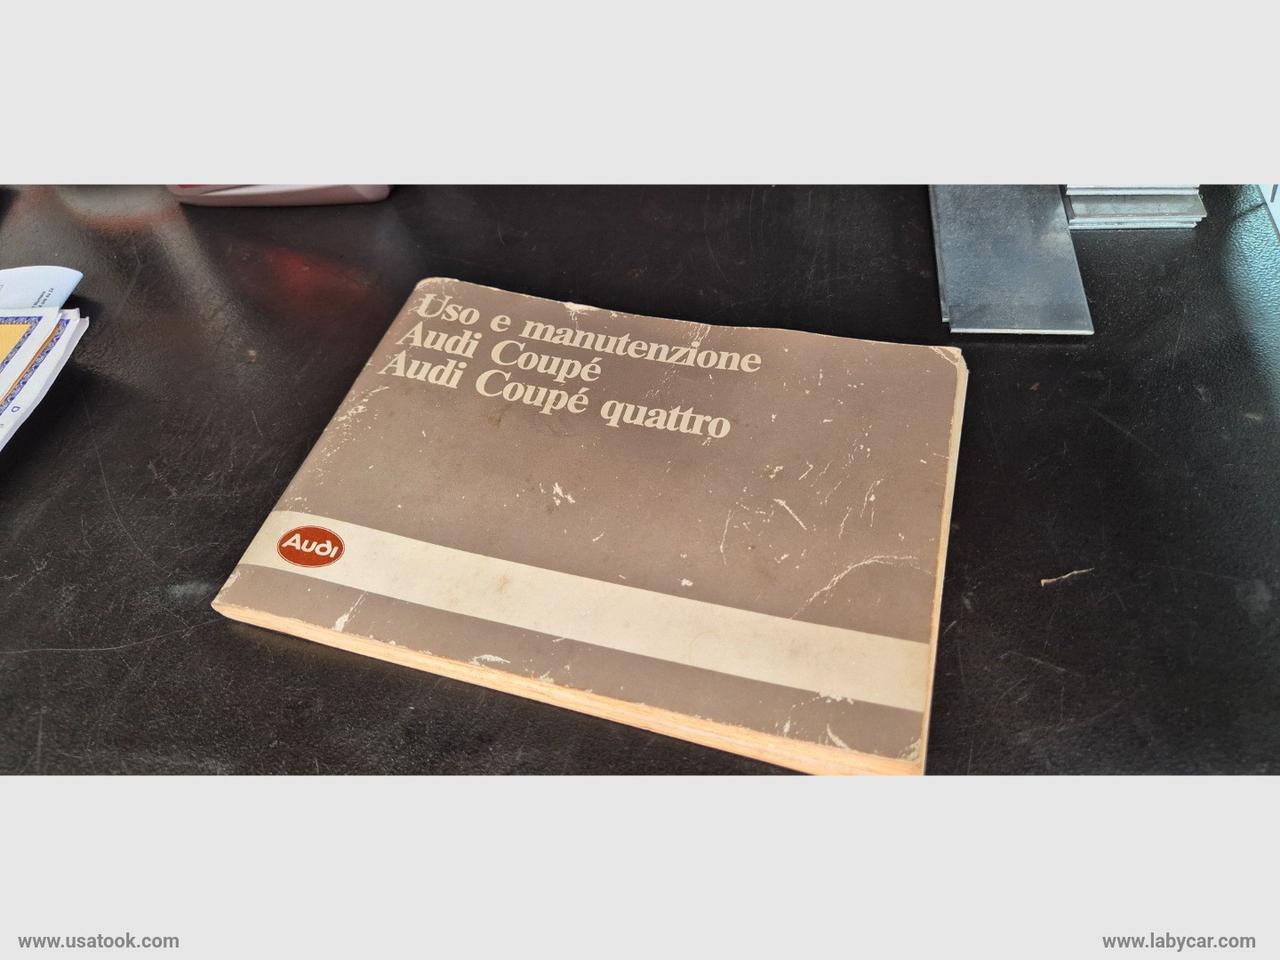 Uso e manutenzione
Audi Coupé
Audi Coupé quattro
Audi
www.usatook.com
www.labycar.com